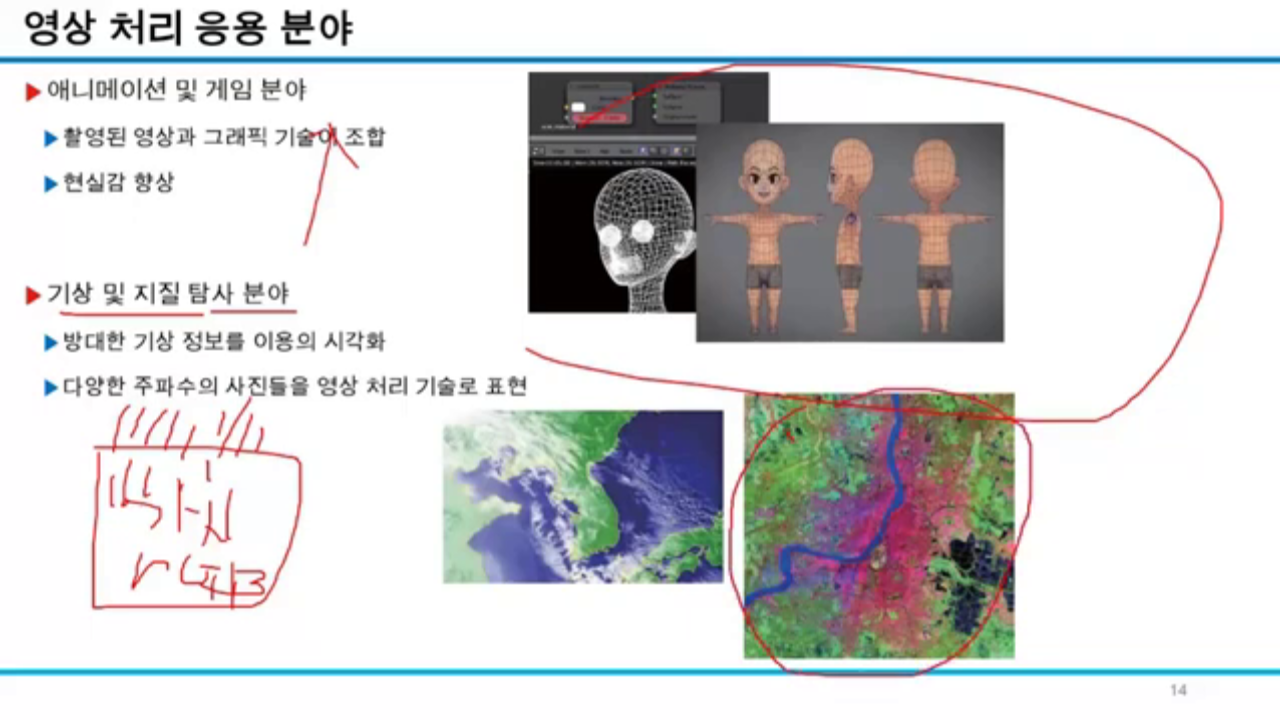 영상 처리 응용 분야
애니메이션 및 게임 분야
촬영된 영상과 그래픽 기술이 조합
현실감 향상
기상 및 지질 탐사 분야
방대한 기상 정보를 이용의 시각화
다양한 주파수의 사진들을 영상 처리 기술로 표현
14